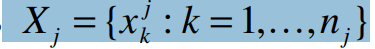 X_j = {x_k^j : k = 1,…,n_j}